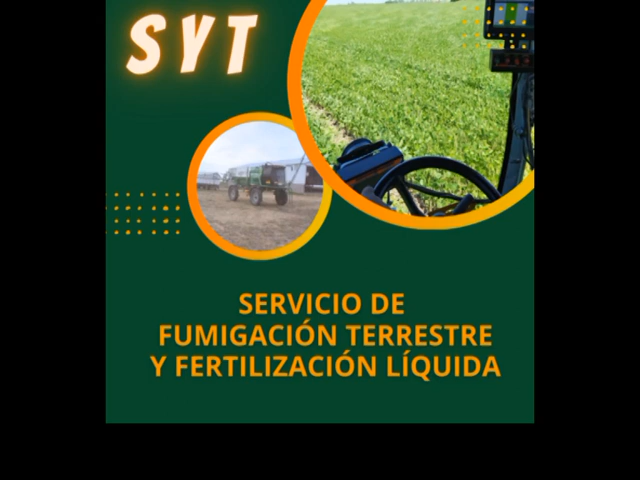 SYT
SERVICIO DE
FUMIGACIÓN TERRESTRE
Y FERTILIZACIÓN LÍQUIDA